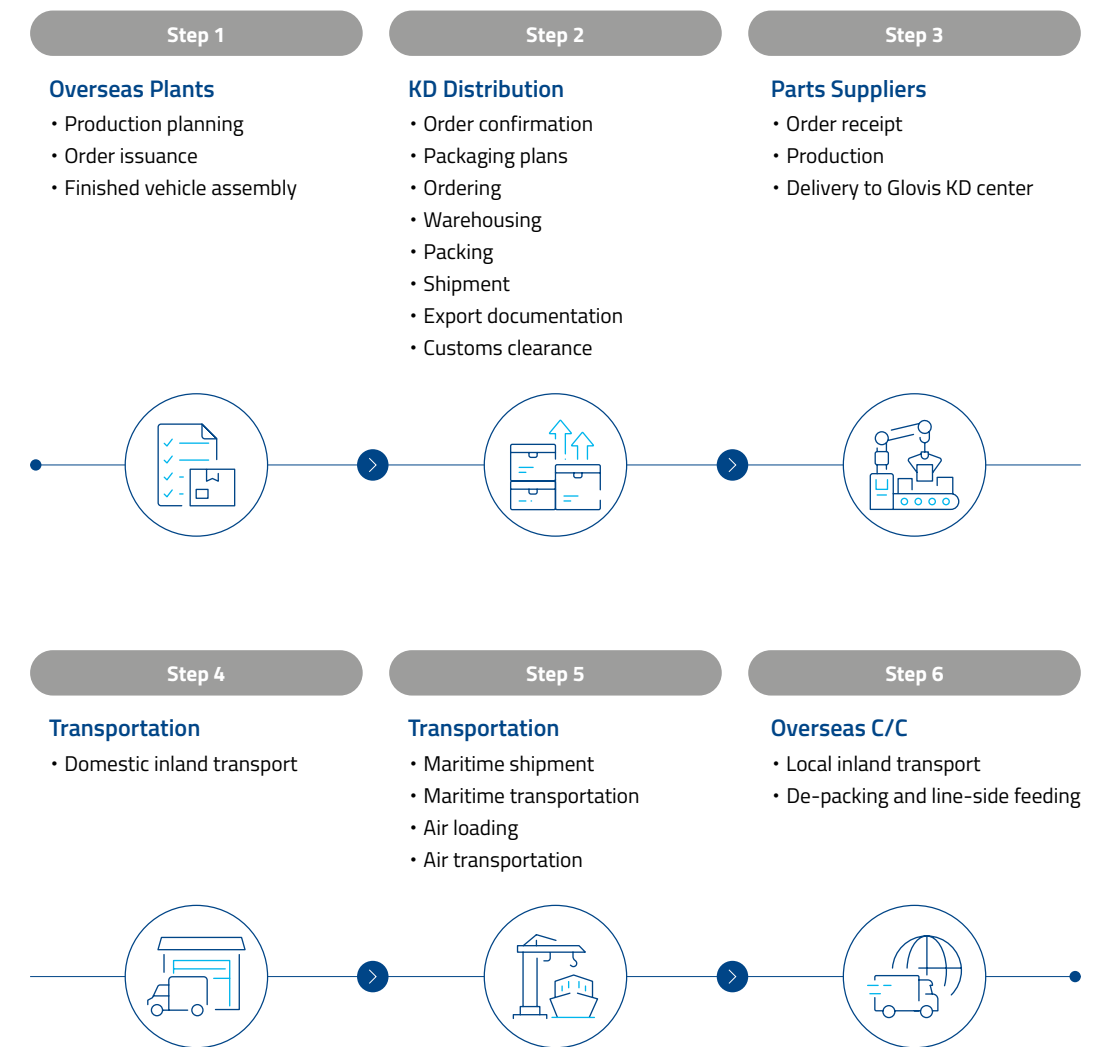 Step 1
Overseas Plants
• Production planning
• Order issuance
• Finished vehicle assembly
Step 2
KD Distribution
• Order confirmation
• Packaging plans
• Ordering
• Warehousing
• Packing
• Shipment
• Export documentation
• Customs clearance
Step 3
Parts Suppliers
• Order receipt
• Production
• Delivery to Glovis KD center
Step 4
Transportation
• Domestic inland transport
Step 5
Transportation
• Maritime shipment
• Maritime transportation
• Air loading
• Air transportation
Step 6
Overseas C/C
• Local inland transport
• De-packing and line-side feeding